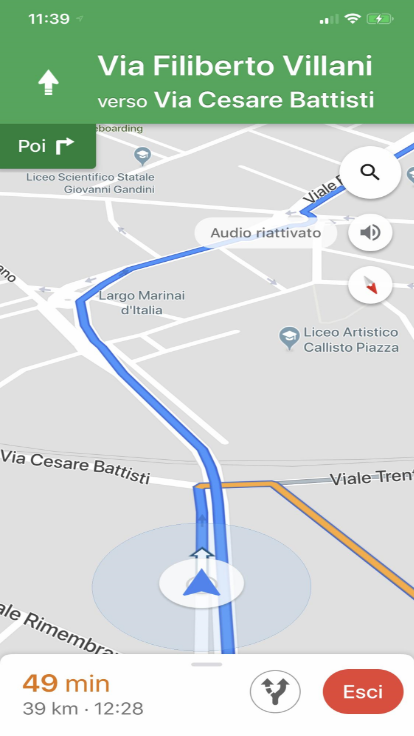 11:39
Via Filiberto Villani
verso Via Cesare Battisti
Poi
eboarding
Liceo Scientifico Statale
Giovanni Gandini
Viale
Audio riattivato
ano
Largo Marinai
d'Italia
Liceo Artistico
Callisto Piazza
Via Cesare Battisti
Viale Trent
ale Rimembra
49 min
39 km · 12:28
Esci